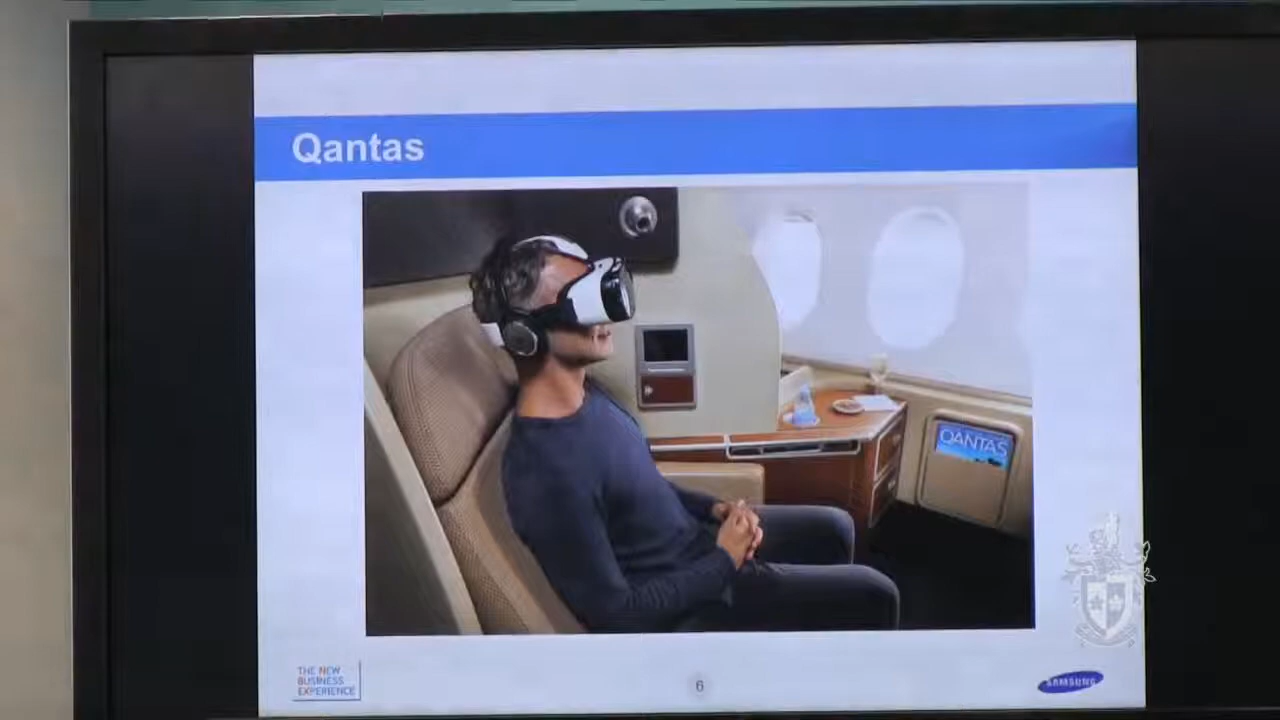 Qantas
QANTAS
THE NEW
BUSINESS
EXPERIENCE
6
SAMSUNG